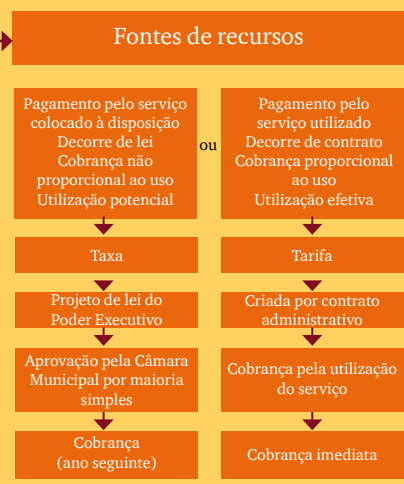 Fontes de recursos
Pagamento pelo serviço
colocado à disposição
Decorre de lei
Cobrança não
proporcional ao uso
Utilização potencial
ou
Pagamento pelo
serviço utilizado
Decorre de contrato
Cobrança proporcional
ao uso
Utilização efetiva
Taxa
Tarifa
Projeto de lei do
Poder Executivo
Criada por contrato
administrativo
Aprovação pela Câmara
Municipal por maioria
simples
Cobrança pela utilização
do serviço
Cobrança
(ano seguinte)
Cobrança imediata